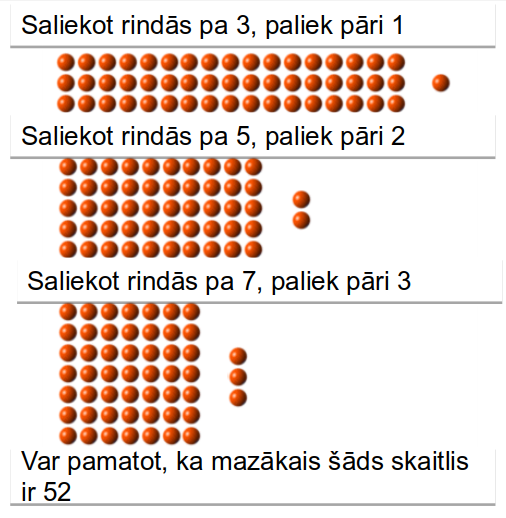 Saliekot rindās pa 3, paliek pāri 1
Saliekot rindās pa 5, paliek pāri 2
Saliekot rindās pa 7, paliek pāri 3
Var pamatot, ka mazākais šāds skaitlis
ir 52